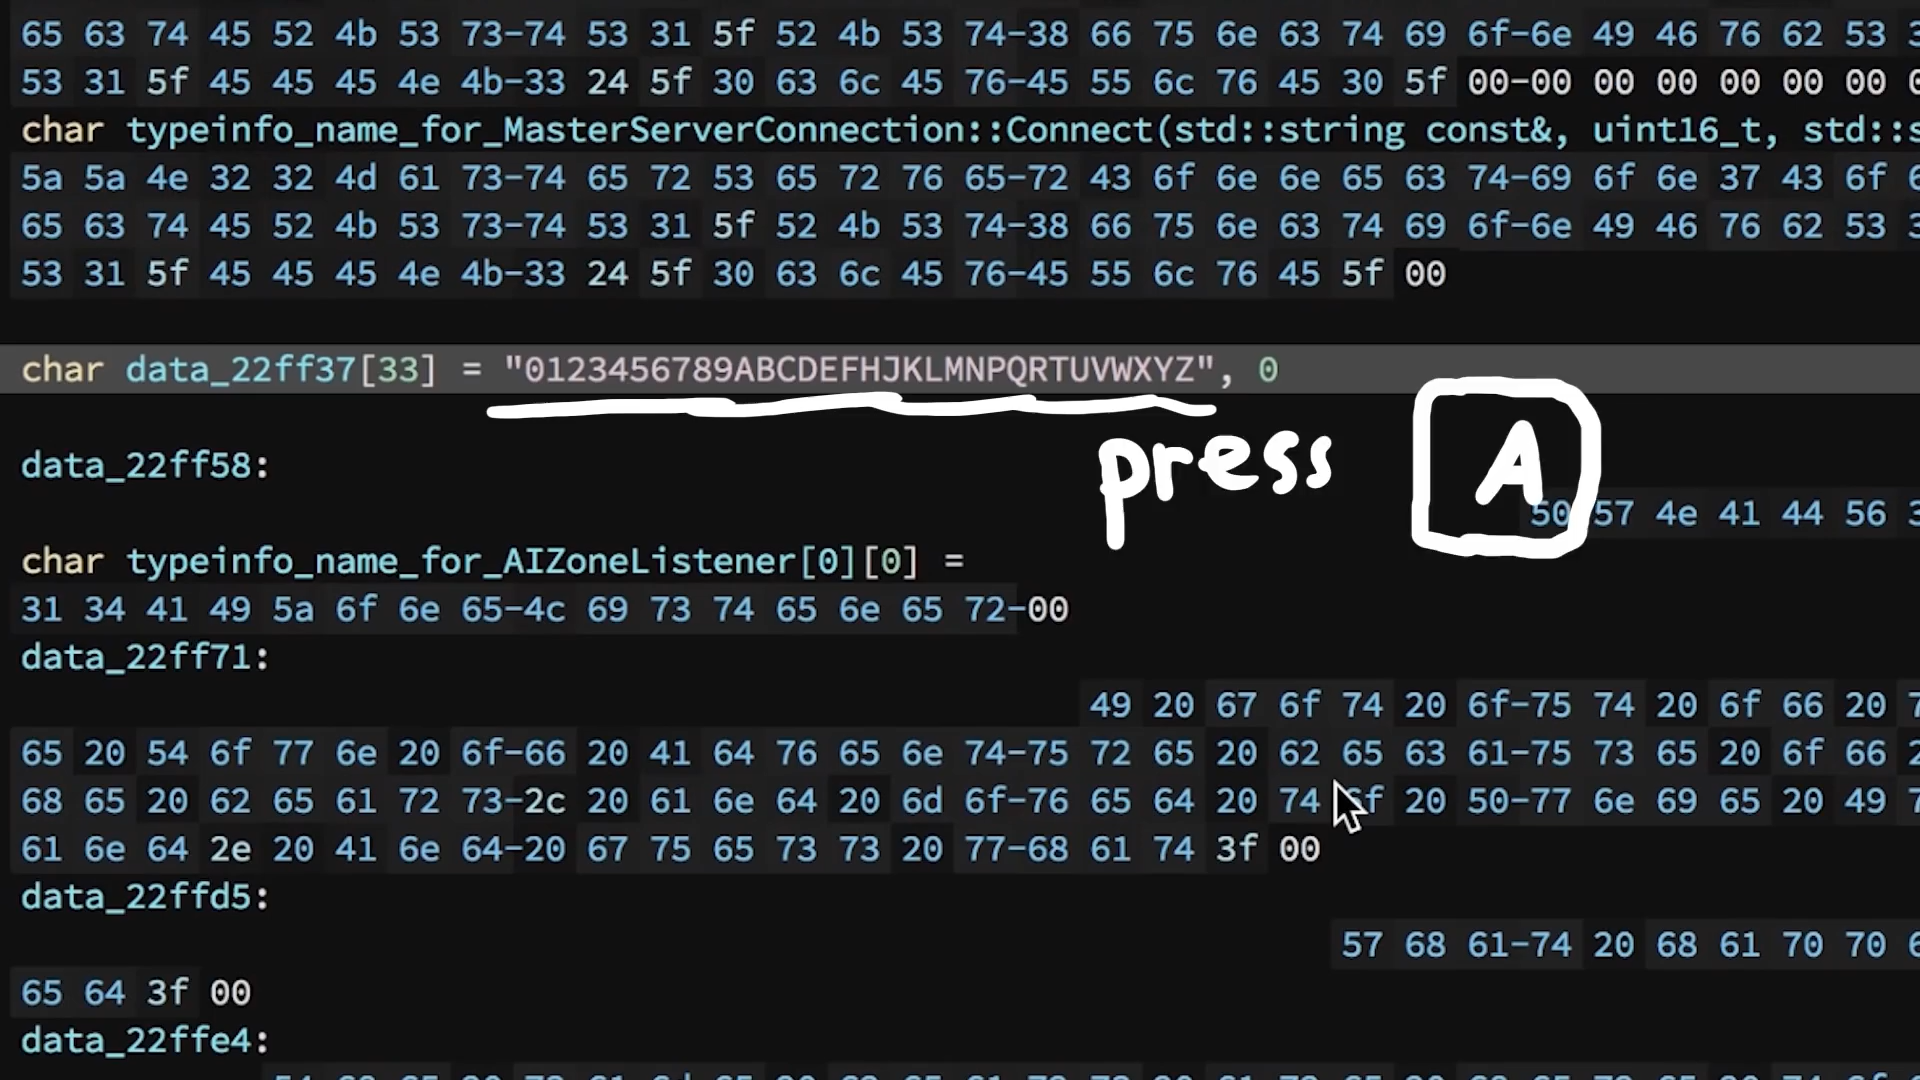 65 63 74 45 52 4b 53 73-74 53 31 5f 52 4b 53 74-38 66 75 6e 63 74 69 6f-6e 49 46 76 62 53
53 31 5f 45 45 45 4e 4b-33 24 5f 30 63 6c 45 76-45 55 6c 76 45 30 5f 00-00 00 00 00 00 00
char typeinfo_name_for_MasterServerConnection::Connect(std::string const&, uint16_t, std::s
5a 5a 4e 32 32 4d 61 73-74 65 72 53 65 72 76 65-72 43 6f 6e 6e 65 63 74-69 6f 6e 37 43 6f
65 63 74 45 52 4b 53 73-74 53 31 5f 52 4b 53 74-38 66 75 6e 63 74 69 6f-6e 49 46 76 62 53
53 31 5f 45 45 45 4e 4b-33 24 5f 30 63 6c 45 76-45 55 6c 76 45 5f 00
char data_22ff37[33] = "0123456789ABCDEFHJKLMNPQRTUVWXYZ", 0
press A
data_22ff58:
50 57 4e 41 44 56
char typeinfo_name_for_AIZoneListener[0][0] =
31 34 41 49 5a 6f 6e 65-4c 69 73 74 65 6e 65 72-00
data_22ff71:
49 20 67 6f 74 20 6f-75 74 20 6f 66 20
65 20 54 6f 77 6e 20 6f-66 20 41 64 76 65 6e 74-75 72 65 20 62 65 63 61-75 73 65 20 6f 66
68 65 20 62 65 61 72 73-2c 20 61 6e 64 20 6d 6f-76 65 64 20 74 6f 20 50-77 6e 69 65 20 49
61 6e 64 2e 20 41 6e 64-20 67 75 65 73 73 20 77-68 61 74 3f 00
data_22ffd5:
57 68 61-74 20 68 61 70 70
65 64 3f 00
data_22ffe4: